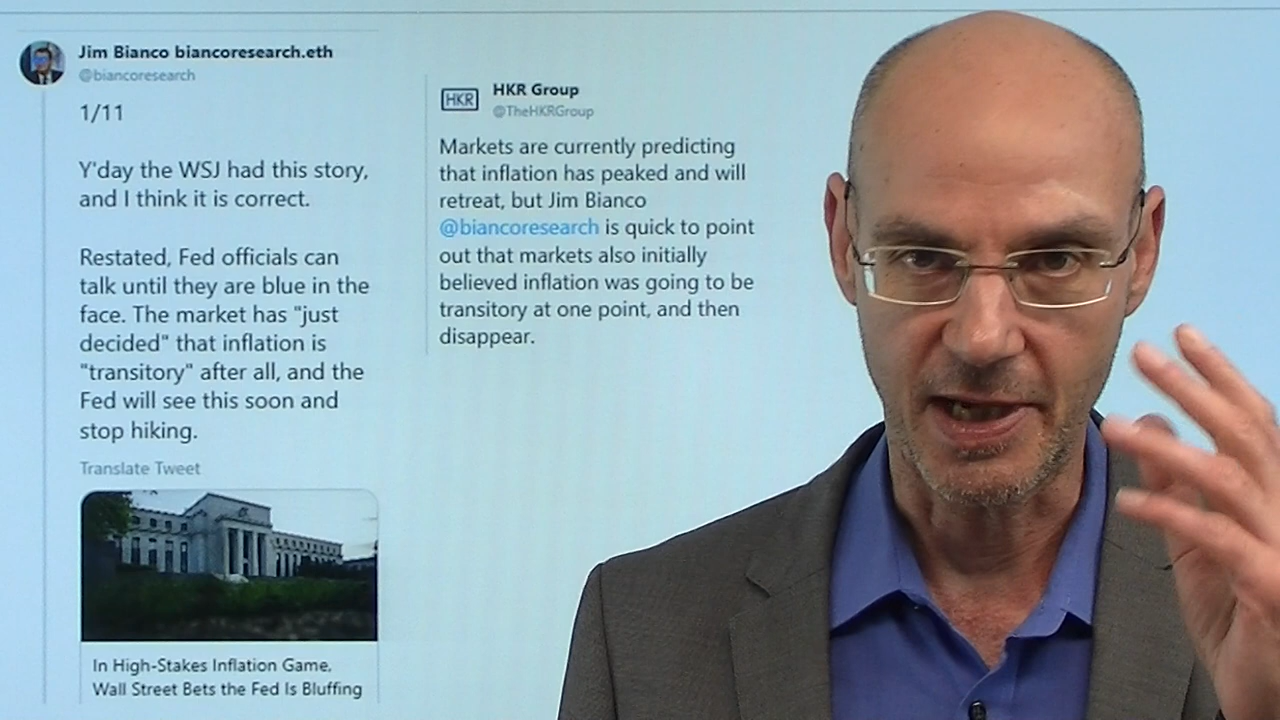 Jim Bianco biancoresearch.eth
@biancoresearch
1/11
Y'day the WSJ had this story,
and I think it is correct.
Restated, Fed officials can
talk until they are blue in the
face. The market has "just
decided" that inflation is
"transitory" after all, and the
Fed will see this soon and
stop hiking.
Translate Tweet
In High-Stakes Inflation Game,
Wall Street Bets the Fed Is Bluffing
HKR
HKR Group
@TheHKRGroup
Markets are currently predicting
that inflation has peaked and will
retreat, but Jim Bianco
@biancoresearch is quick to point
out that markets also initially
believed inflation was going to be
transitory at one point, and then
disappear.